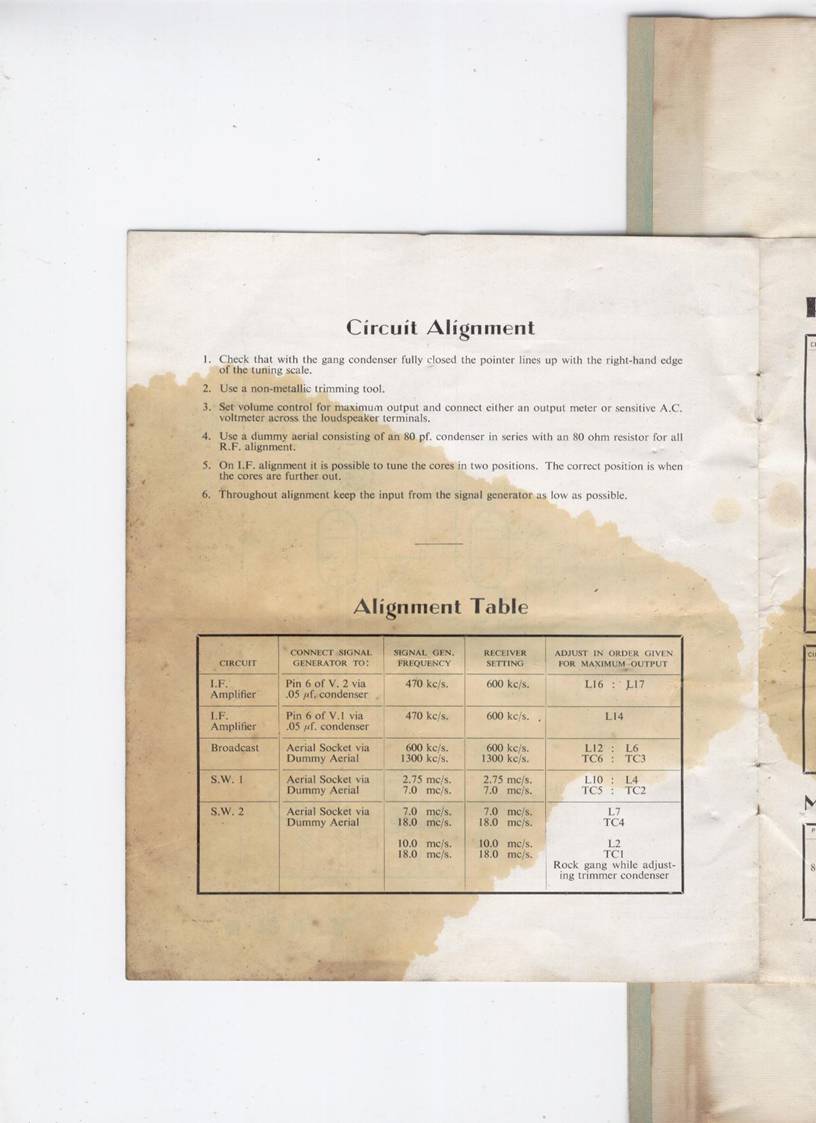 Circuit Alignment
1. Check that with the gang condenser fully closed the pointer lines up with the right-hand edge
of the tuning scale.
2. Use a non-metallic trimming tool.
3. Set volume control for maximum output and connect either an output meter or sensitive A.C.
voltmeter across the loudspeaker terminals.
4. Use a dummy aerial consisting of an 80 pf. condenser in series with an 80 ohm resistor for all
R.F. alignment.
5. On I.F. alignment it is possible to tune the cores in two positions. The correct position is when
the cores are further out.
6. Throughout alignment keep the input from the signal generator as low as possible.
Alignment Table
CIRCUIT CONNECT SIGNAL GENERATOR TO: SIGNAL GEN. FREQUENCY RECEIVER SETTING ADJUST IN ORDER GIVEN FOR MAXIMUM OUTPUT
I.F. Pin 6 of V. 2 via 470 kc/s. 600 kc/s. L16 : L17
Amplifier .05 μf. condenser
I.F. Pin 6 of V.1 via 470 kc/s. 600 kc/s. L14
Amplifier .05 μf. condenser
Broadcast Aerial Socket via 600 kc/s. 600 kc/s. L12 : L6
Dummy Aerial 1300 kc/s. 1300 kc/s. TC6 : TC3
S.W. 1 Aerial Socket via 2.75 mc/s. 2.75 mc/s. L10 : L4
Dummy Aerial 7.0 mc/s. 7.0 mc/s. TC5 : TC2
S.W. 2 Aerial Socket via 7.0 mc/s. 7.0 mc/s. L7
Dummy Aerial 18.0 mc/s. 18.0 mc/s. TC4
10.0 mc/s. 10.0 mc/s. L2
18.0 mc/s. 18.0 mc/s. TC1
Rock gang while adjust-
ing trimmer condenser